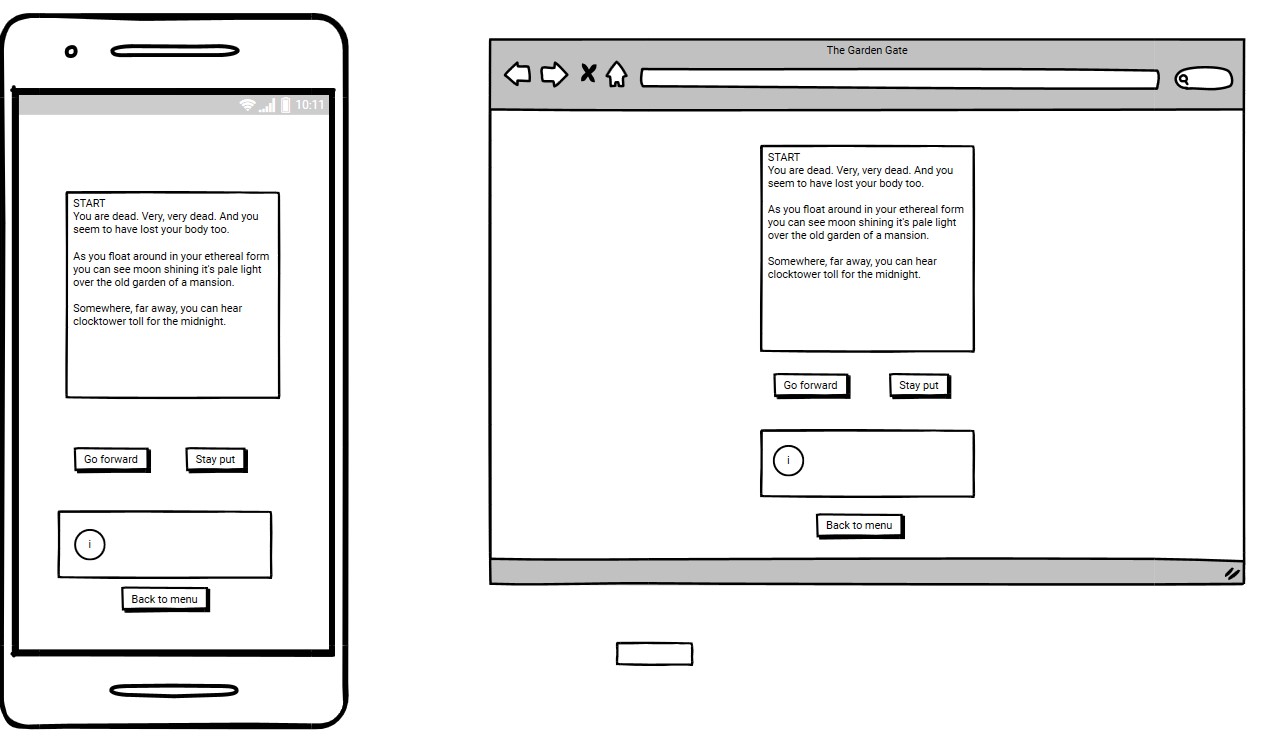 10:11
START
You are dead. Very, very dead. And you
seem to have lost your body too.
As you float around in your ethereal form
you can see moon shining it's pale light
over the old garden of a mansion.
Somewhere, far away, you can hear
clocktower toll for the midnight.
Go forward
Stay put
i
Back to menu
The Garden Gate
START
You are dead. Very, very dead. And you
seem to have lost your body too.
As you float around in your ethereal form
you can see moon shining it's pale light
over the old garden of a mansion.
Somewhere, far away, you can hear
clocktower toll for the midnight.
Go forward
Stay put
i
Back to menu